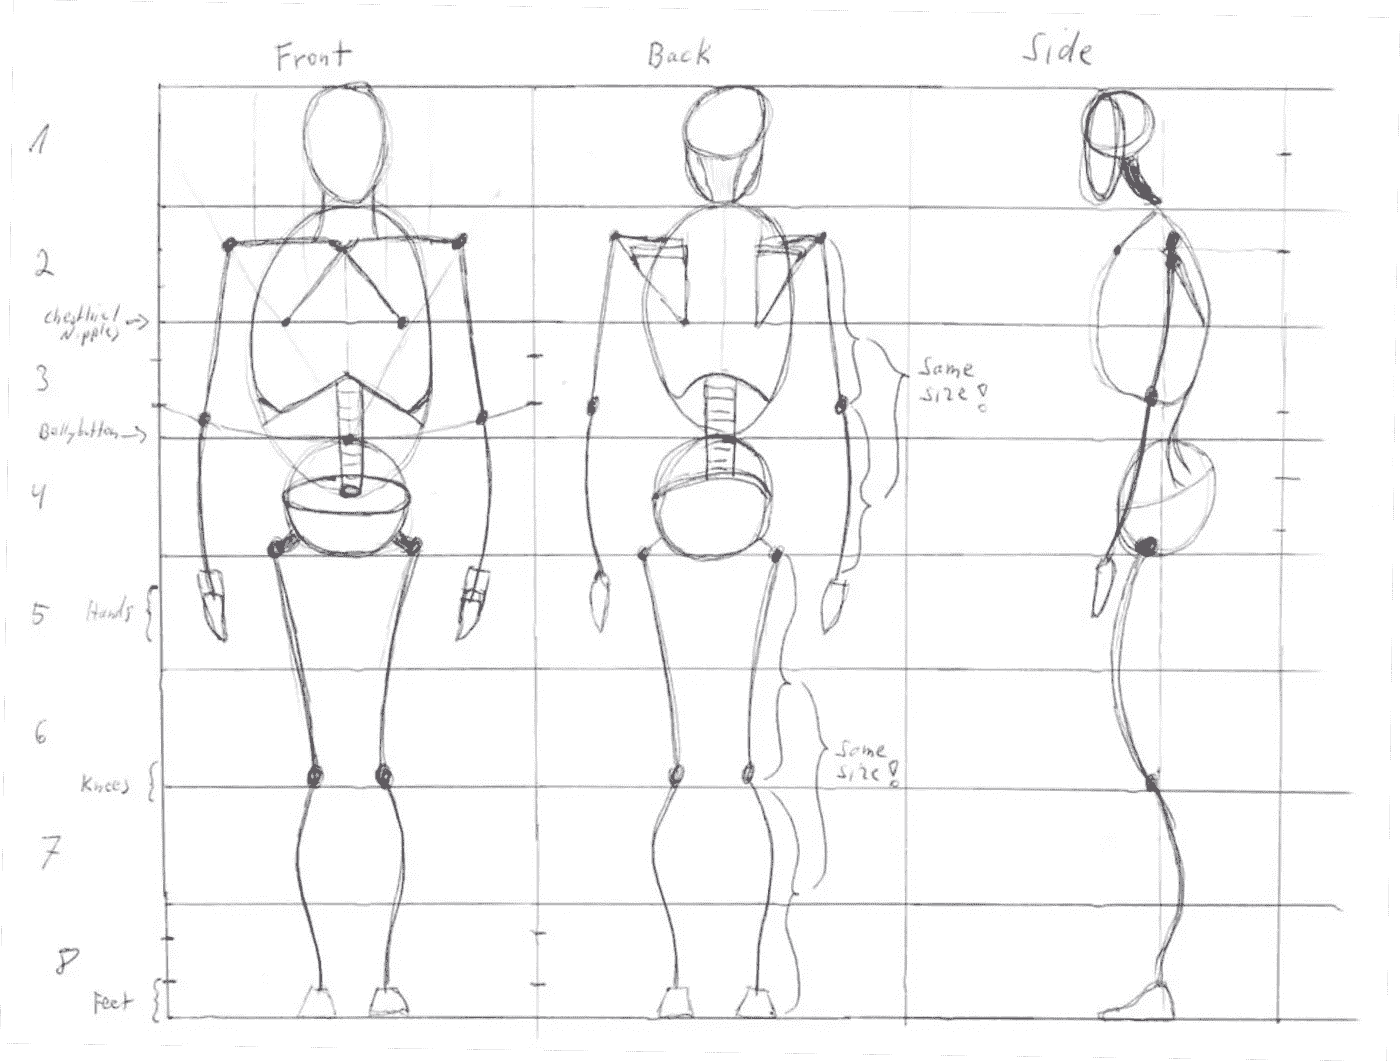 Front Back Side
1
2
Chestline/
Nipples →
3
Same
size!
Bellybutton →
4
5 Hands
6
Same
size!
Knees
7
8
Feet